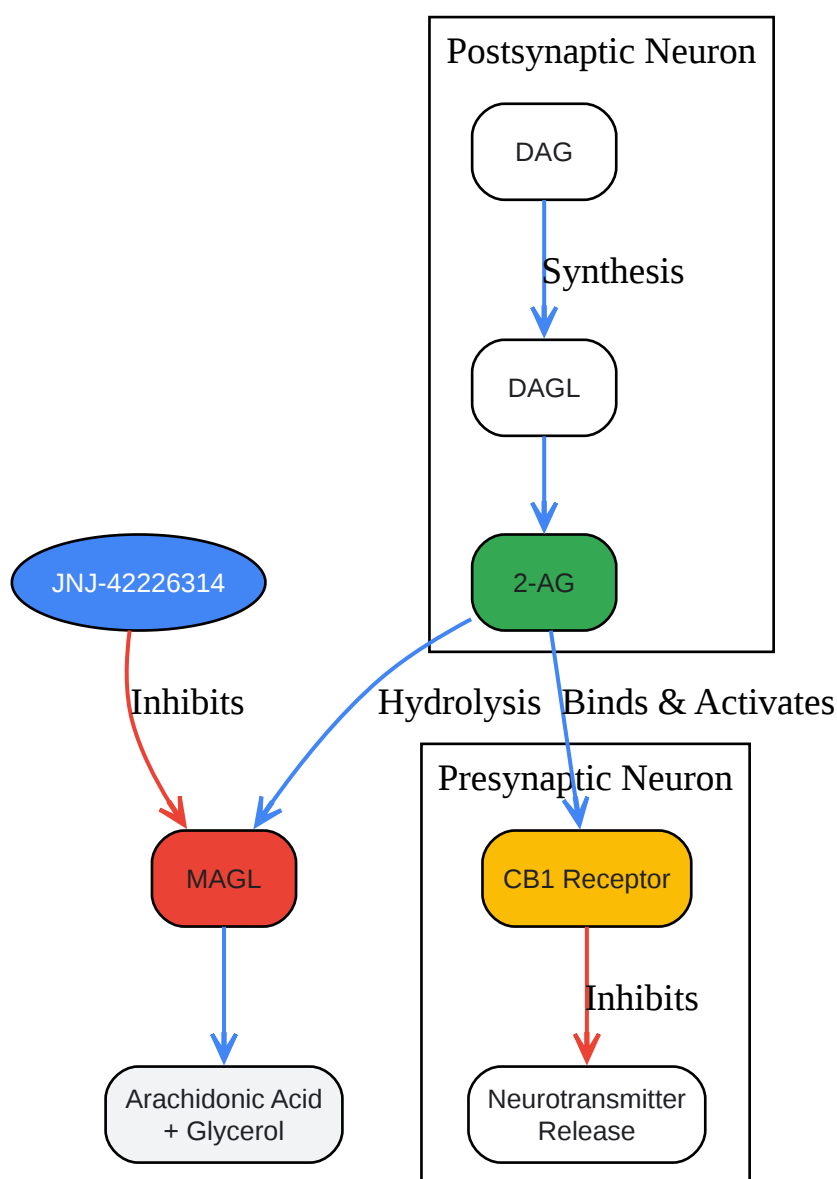 Postsynaptic Neuron
DAG
Synthesis
DAGL
JNJ-42226314
2-AG
Inhibits
Hydrolysis
Binds & Activates
Presynaptic Neuron
MAGL
CB1 Receptor
Inhibits
Arachidonic Acid
+ Glycerol
Neurotransmitter
Release